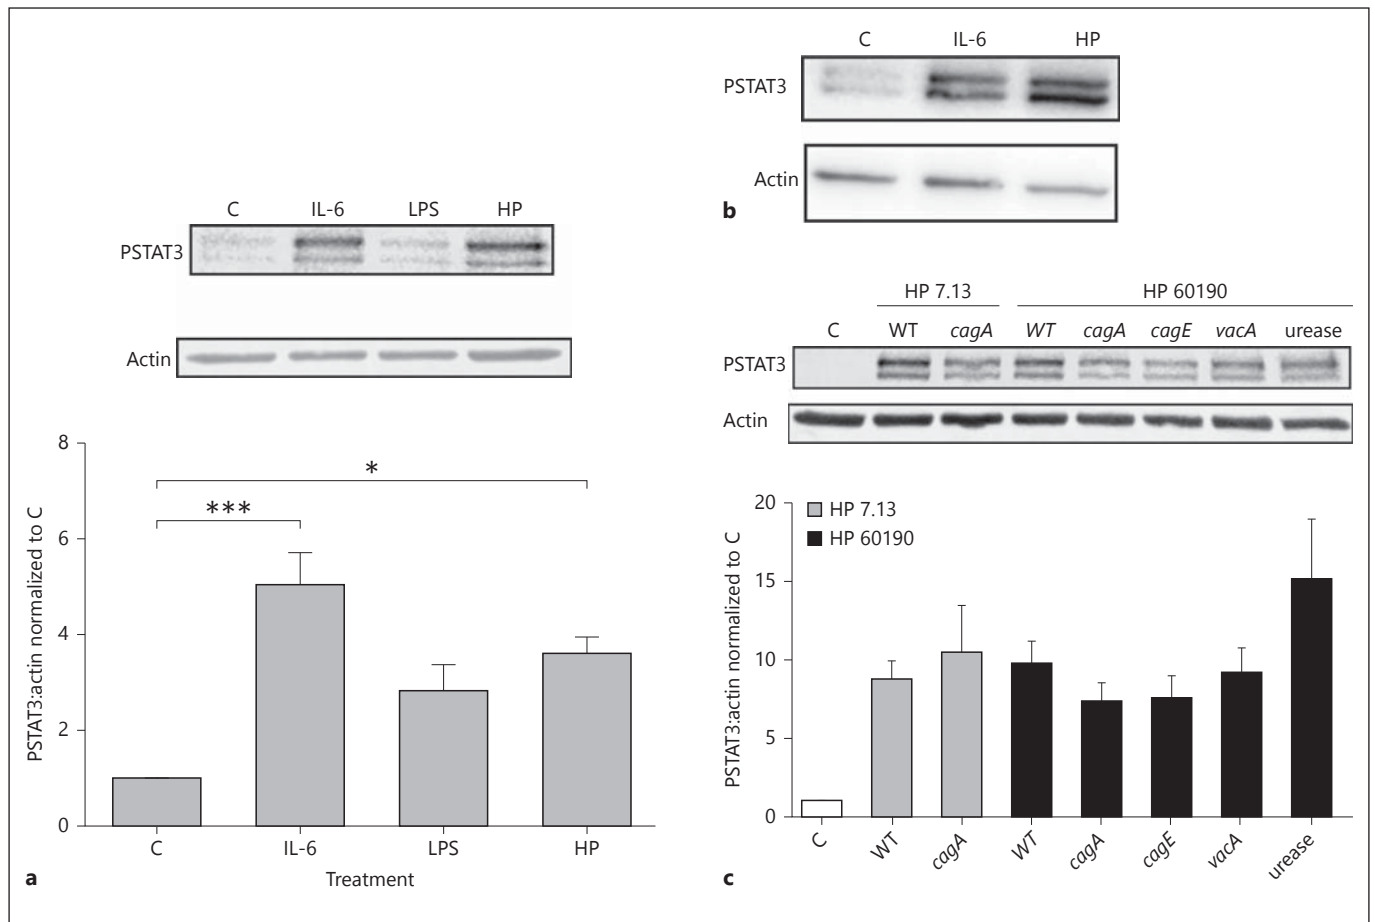 C IL-6 LPS HP
PSTAT3
Actin
8
6
4
2
0
PSTAT3:actin normalized to C
***
*
C IL-6 LPS HP
Treatment
a
C IL-6 HP
PSTAT3
Actin
b
HP 7.13 HP 60190
C WT cagA WT cagA cagE vacA urease
PSTAT3
Actin
20
15
10
5
0
PSTAT3:actin normalized to C
HP 7.13
HP 60190
C WT cagA WT cagA cagE vacA urease
c